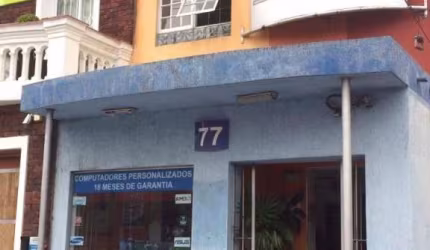 77
COMPUTADORES PERSONALIZADOS
18 MESES DE GARANTIA